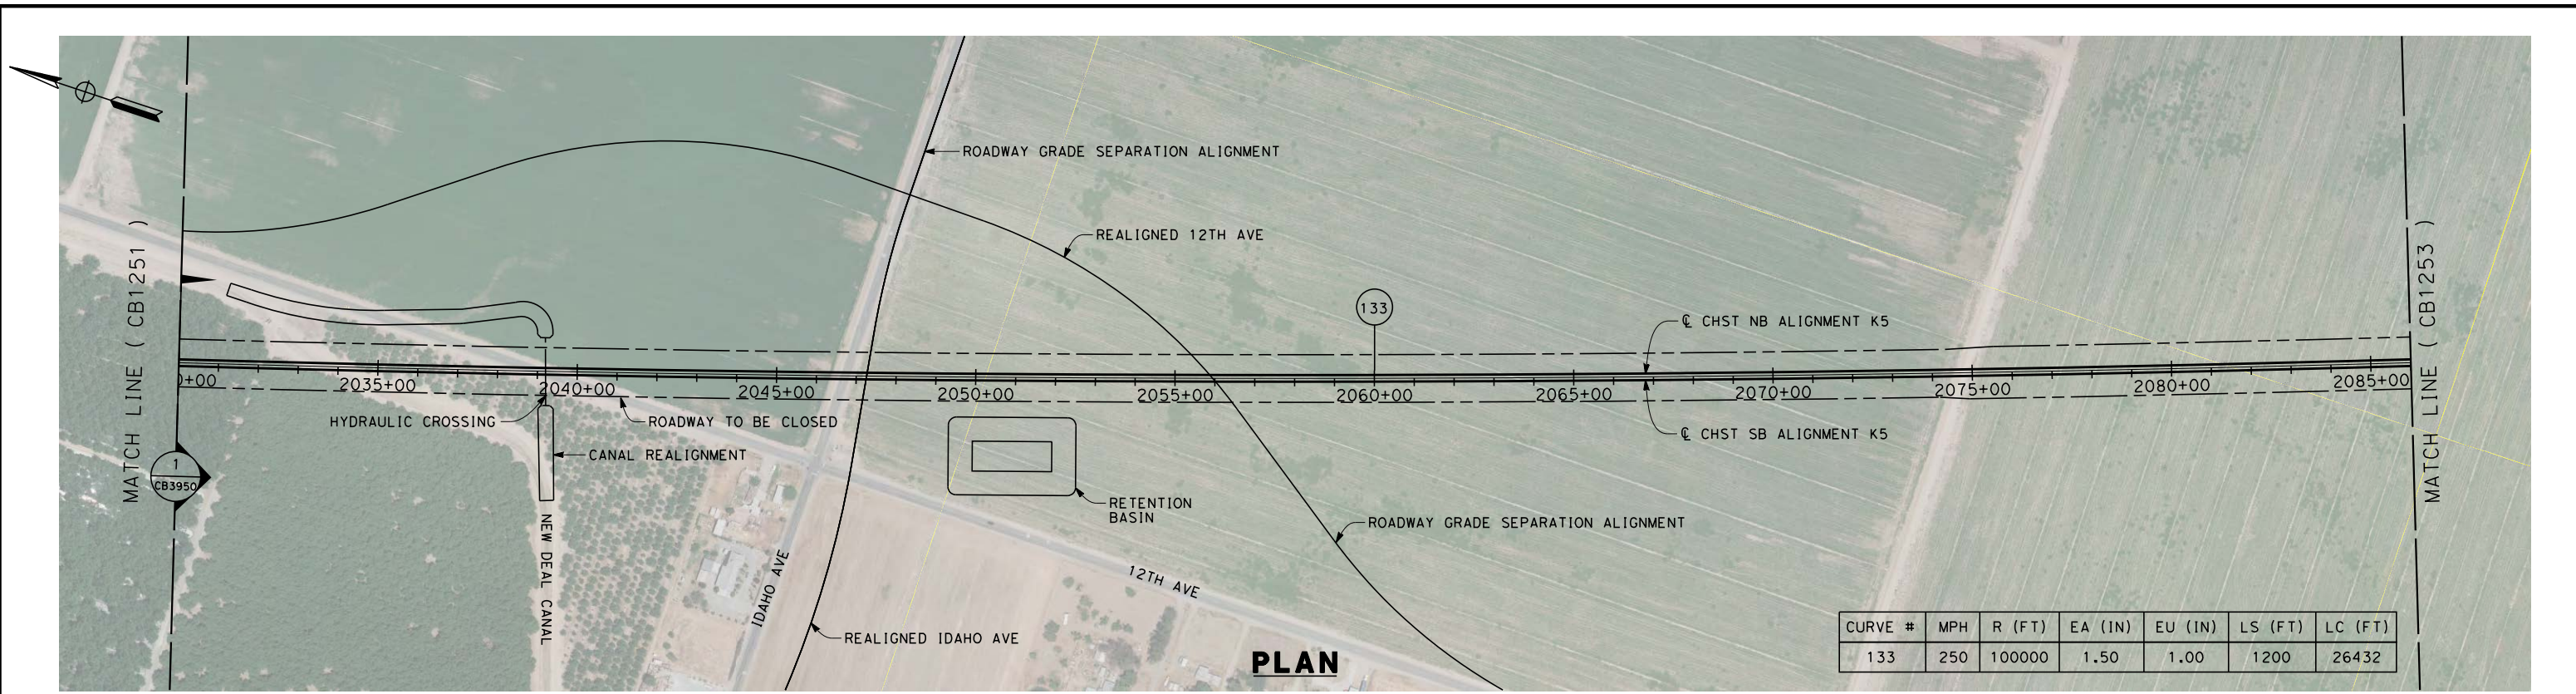 MATCH LINE ( CB1251 )
1
CB3950
ROADWAY GRADE SEPARATION ALIGNMENT
REALIGNED 12TH AVE
133
℄ CHST NB ALIGNMENT K5
0+00 2035+00 2040+00 2045+00 2050+00 2055+00 2060+00 2065+00 2070+00 2075+00 2080+00 2085+00
HYDRAULIC CROSSING
ROADWAY TO BE CLOSED
℄ CHST SB ALIGNMENT K5
CANAL REALIGNMENT
RETENTION
BASIN
ROADWAY GRADE SEPARATION ALIGNMENT
NEW DEAL CANAL
IDAHO AVE
12TH AVE
REALIGNED IDAHO AVE
PLAN
MATCH LINE ( CB1253 )
CURVE # MPH R (FT) EA (IN) EU (IN) LS (FT) LC (FT)
133 250 100000 1.50 1.00 1200 26432